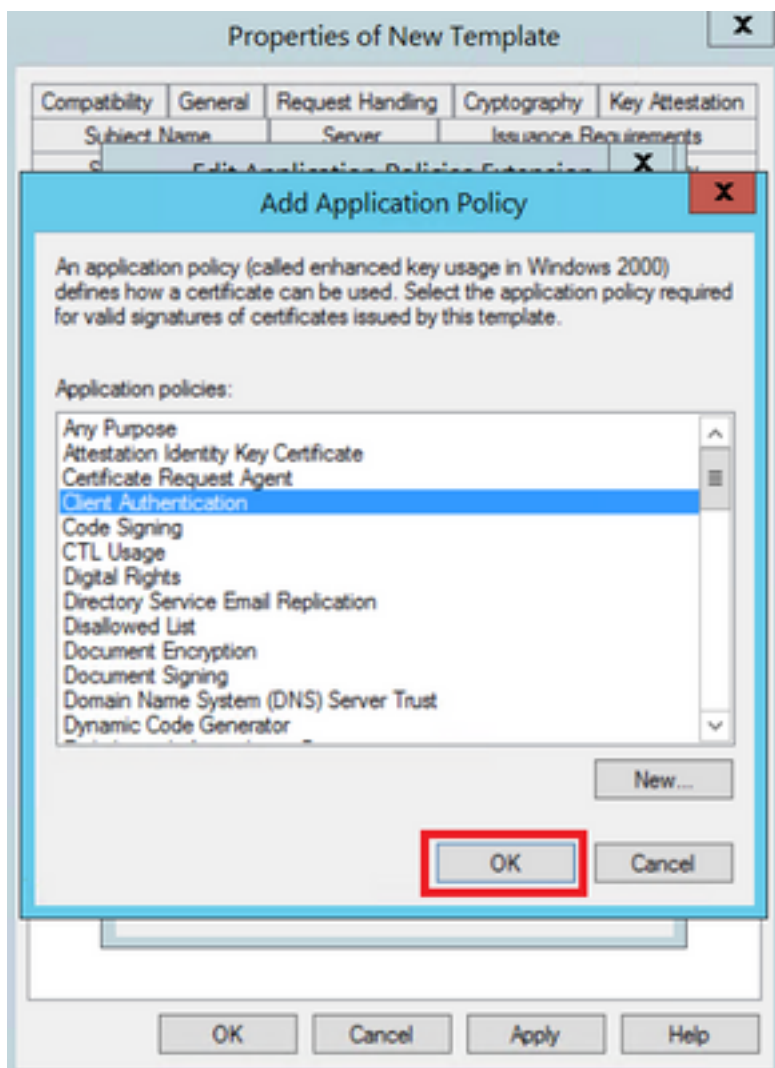 Properties of New Template
X
Compatibility General Request Handling Cryptography Key Attestation
Subject Name Server Issuance Requirements
Edit Application Policies Extension X
Add Application Policy X
An application policy (called enhanced key usage in Windows 2000)
defines how a certificate can be used. Select the application policy required
for valid signatures of certificates issued by this template.
Application policies:
Any Purpose
Attestation Identity Key Certificate
Certificate Request Agent
Client Authentication
Code Signing
CTL Usage
Digital Rights
Directory Service Email Replication
Disallowed List
Document Encryption
Document Signing
Domain Name System (DNS) Server Trust
Dynamic Code Generator
New...
OK Cancel
OK Cancel Apply Help